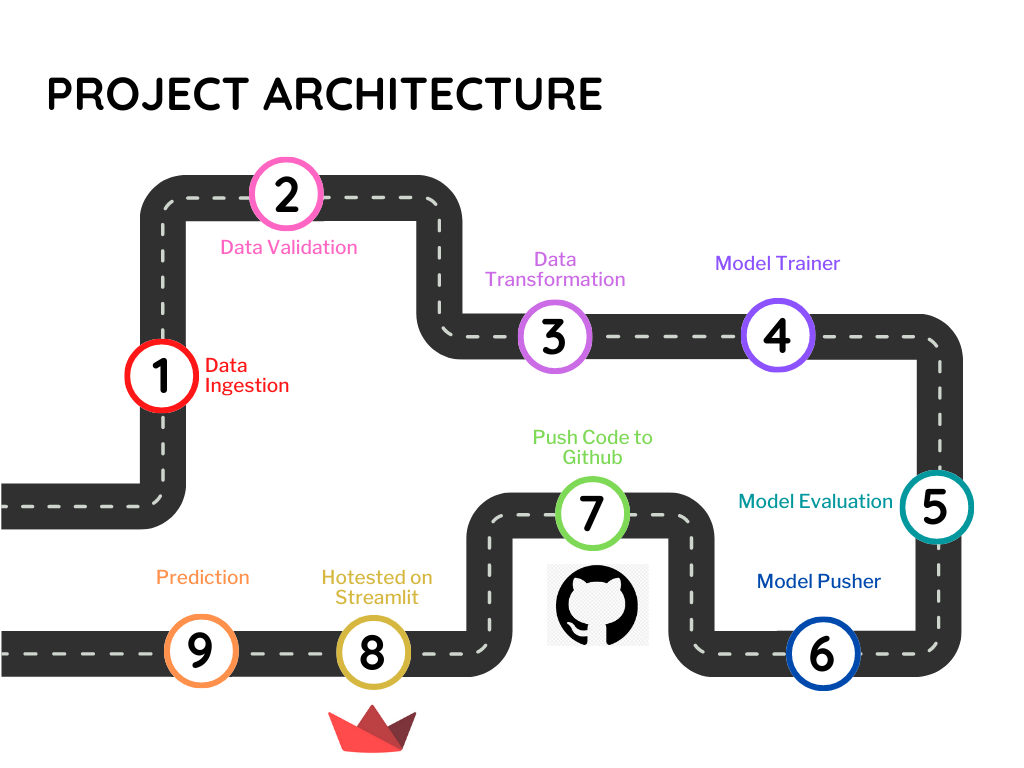 PROJECT ARCHITECTURE
2
Data Validation
Data
Transformation
3
Model Trainer
4
1
Data
Ingestion
Push Code to
Github
7
Model Evaluation
5
Prediction
9
Hotested on
Streamlit
8
Model Pusher
6